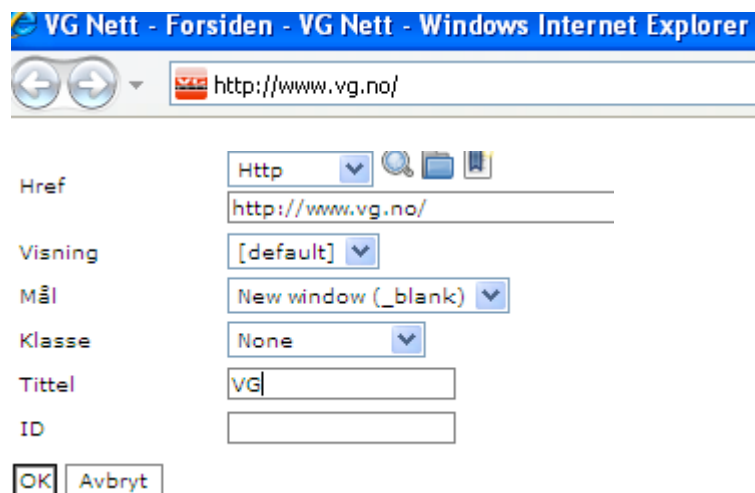 VG Nett - Forsiden - VG Nett - Windows Internet Explorer
http://www.vg.no/
Href
Http
http://www.vg.no/
Visning [default]
Mål New window (_blank)
Klasse None
Tittel VG
ID
OK Avbryt